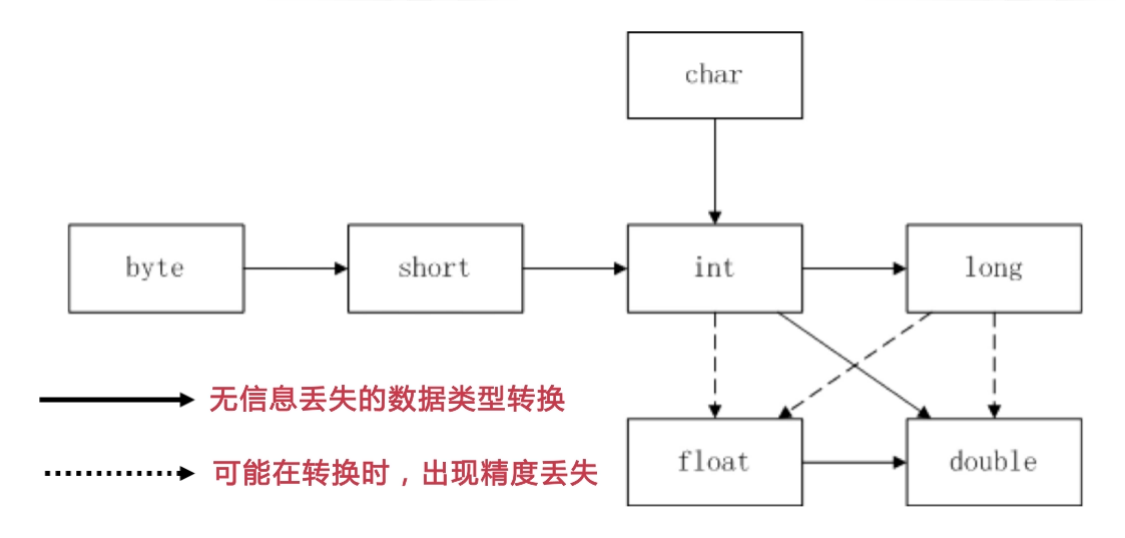 char
byte
short
int
long
无信息丢失的数据类型转换
float
double
可能在转换时，出现精度丢失